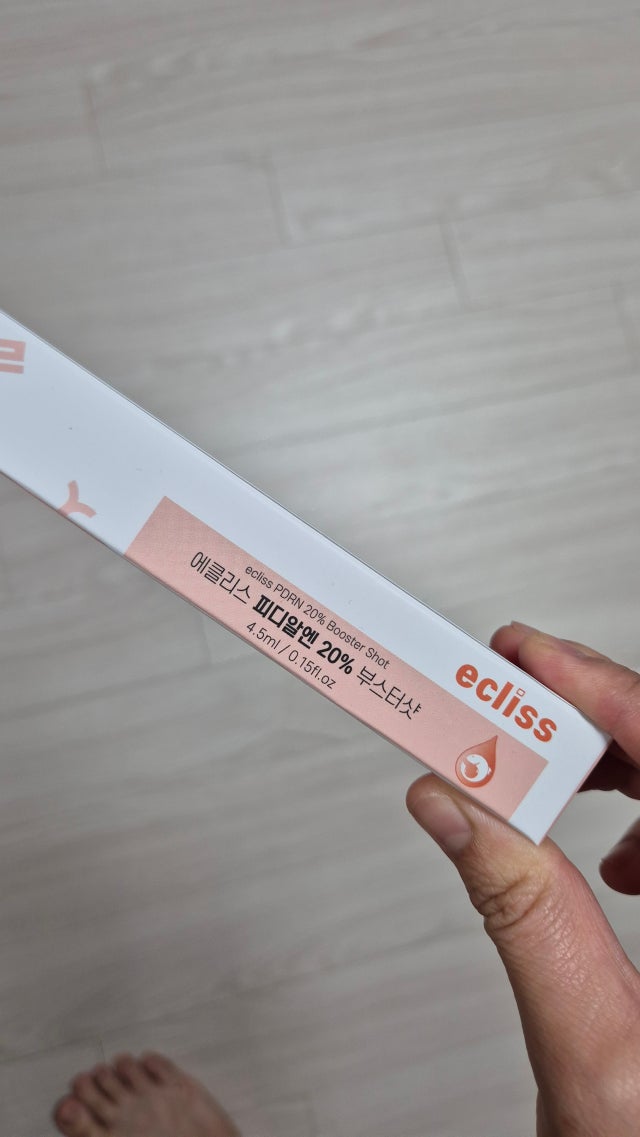 ecliss
ecliss PDRN 20% Booster Shot
에클리스 피디알엔 20% 부스터샷
4.5ml / 0.15fl.oz